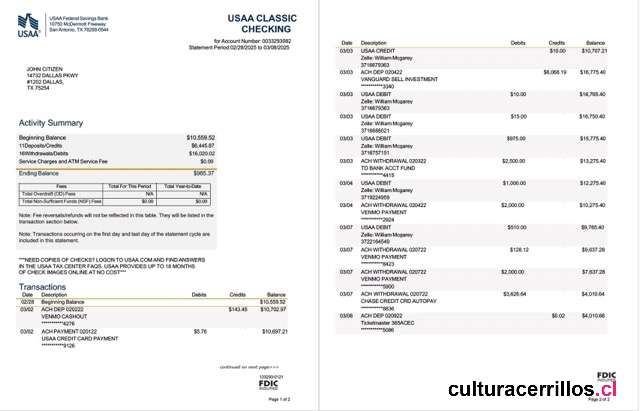 USAA
USAA Federal Savings Bank
10750 McDermott Freeway
San Antonio, TX 78288-0544
USAA CLASSIC
CHECKING
for Account Number: 0033293982
Statement Period 02/28/2025 to 03/08/2025
JOHN CITIZEN
14732 DALLAS PKWY
#1202 DALLAS,
TX 75254
Activity Summary
Beginning Balance $10,559.52
11Deposits/Credits $6,445.87
16Withdrawals/Debits $16,020.02
Service Charges and ATM Service Fee $0.00
Ending Balance $985.37
Fees Total For This Period Total Year-to-Date
Total Overdraft (OD) Fees N/A N/A
Total Non-Sufficient Funds (NSF) Fees $0.00 $0.00
Note: Fee reversals/refunds will not be reflected in this table. They will be listed in the
transaction section below.
Note: Transactions occurring on the first day and last day of the statement cycle are
included in this statement.
***NEED COPIES OF CHECKS? LOGON TO USAA.COM AND FIND ANSWERS
IN THE USAA TAX CENTER FAQS. USAA PROVIDES UP TO 18 MONTHS
OF CHECK IMAGES ONLINE AT NO COST***
Transactions
Date Description Debits Credits Balance
02/28 Beginning Balance $10,559.52
03/02 ACH DEP 020222 $143.45 $10,702.97
VENMO CASHOUT
***********4276
03/02 ACH PAYMENT 020122 $5.76 $10,697.21
USAA CREDIT CARD PAYMENT
***********9126
continued on next page>>>
FDIC
INSURED
Page 1 of 2
Date Description Debits Credits Balance
03/03 USAA CREDIT $10.00 $10,707.21
Zelle: William Mcgarey
3716679363
03/03 ACH DEP 020422 $6,068.19 $16,775.40
VANGUARD SELL INVESTMENT
***********3340
03/03 USAA DEBIT $10.00 $16,765.40
Zelle: William Mcgarey
3716679363
03/03 USAA DEBIT $15.00 $16,750.40
Zelle: William Mcgarey
03/03 USAA DEBIT $975.00 $15,775.40
Zelle: William Mcgarey
3716757151
03/03 ACH WITHDRAWAL 020322 $2,500.00 $13,275.40
TO BANK ACCT FUND
***********4415
03/04 USAA DEBIT $1,000.00 $12,275.40
Zelle: William Mcgarey
3719224959
03/04 ACH WITHDRAWAL 020422 $2,000.00 $10,275.40
VENMO PAYMENT
***********2924
03/07 USAA DEBIT $510.00 $9,765.40
Zelle: William Mcgarey
3722164549
03/07 ACH WITHDRAWAL 020722 $128.12 $9,637.28
VENMO PAYMENT
***********8423
03/07 ACH WITHDRAWAL 020722 $2,000.00 $7,637.28
VENMO PAYMENT
***********5900
03/07 ACH WITHDRAWAL 020722 $3,626.64 $4,010.64
CHASE CREDIT CRD AUTOPAY
***********8836
03/08 ACH DEP 020922 $0.02 $4,010.66
Ticketmaster 365ACEC
***********5086
FDIC
INSURED
Page 2 of 2
culturacerrillos.cl